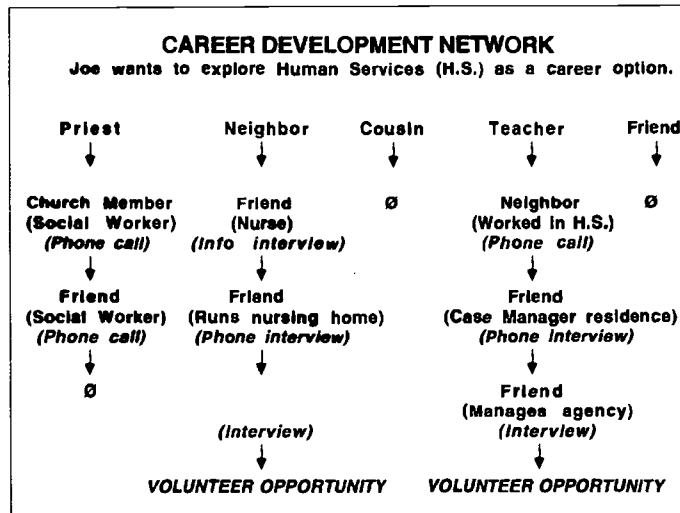 CAREER DEVELOPMENT NETWORK
Joe wants to explore Human Services (H.S.) as a career option.
Priest Neighbor Cousin Teacher Friend
Church Member Friend Ø Neighbor Ø
(Social Worker) (Nurse) (Worked in H.S.)
(Phone call) (Info interview) (Phone call)
Friend Friend Friend
(Social Worker) (Runs nursing home) (Case Manager residence)
(Phone call) (Phone interview) (Phone interview)
Ø Friend
(Manages agency)
(Interview) (Interview)
VOLUNTEER OPPORTUNITY VOLUNTEER OPPORTUNITY